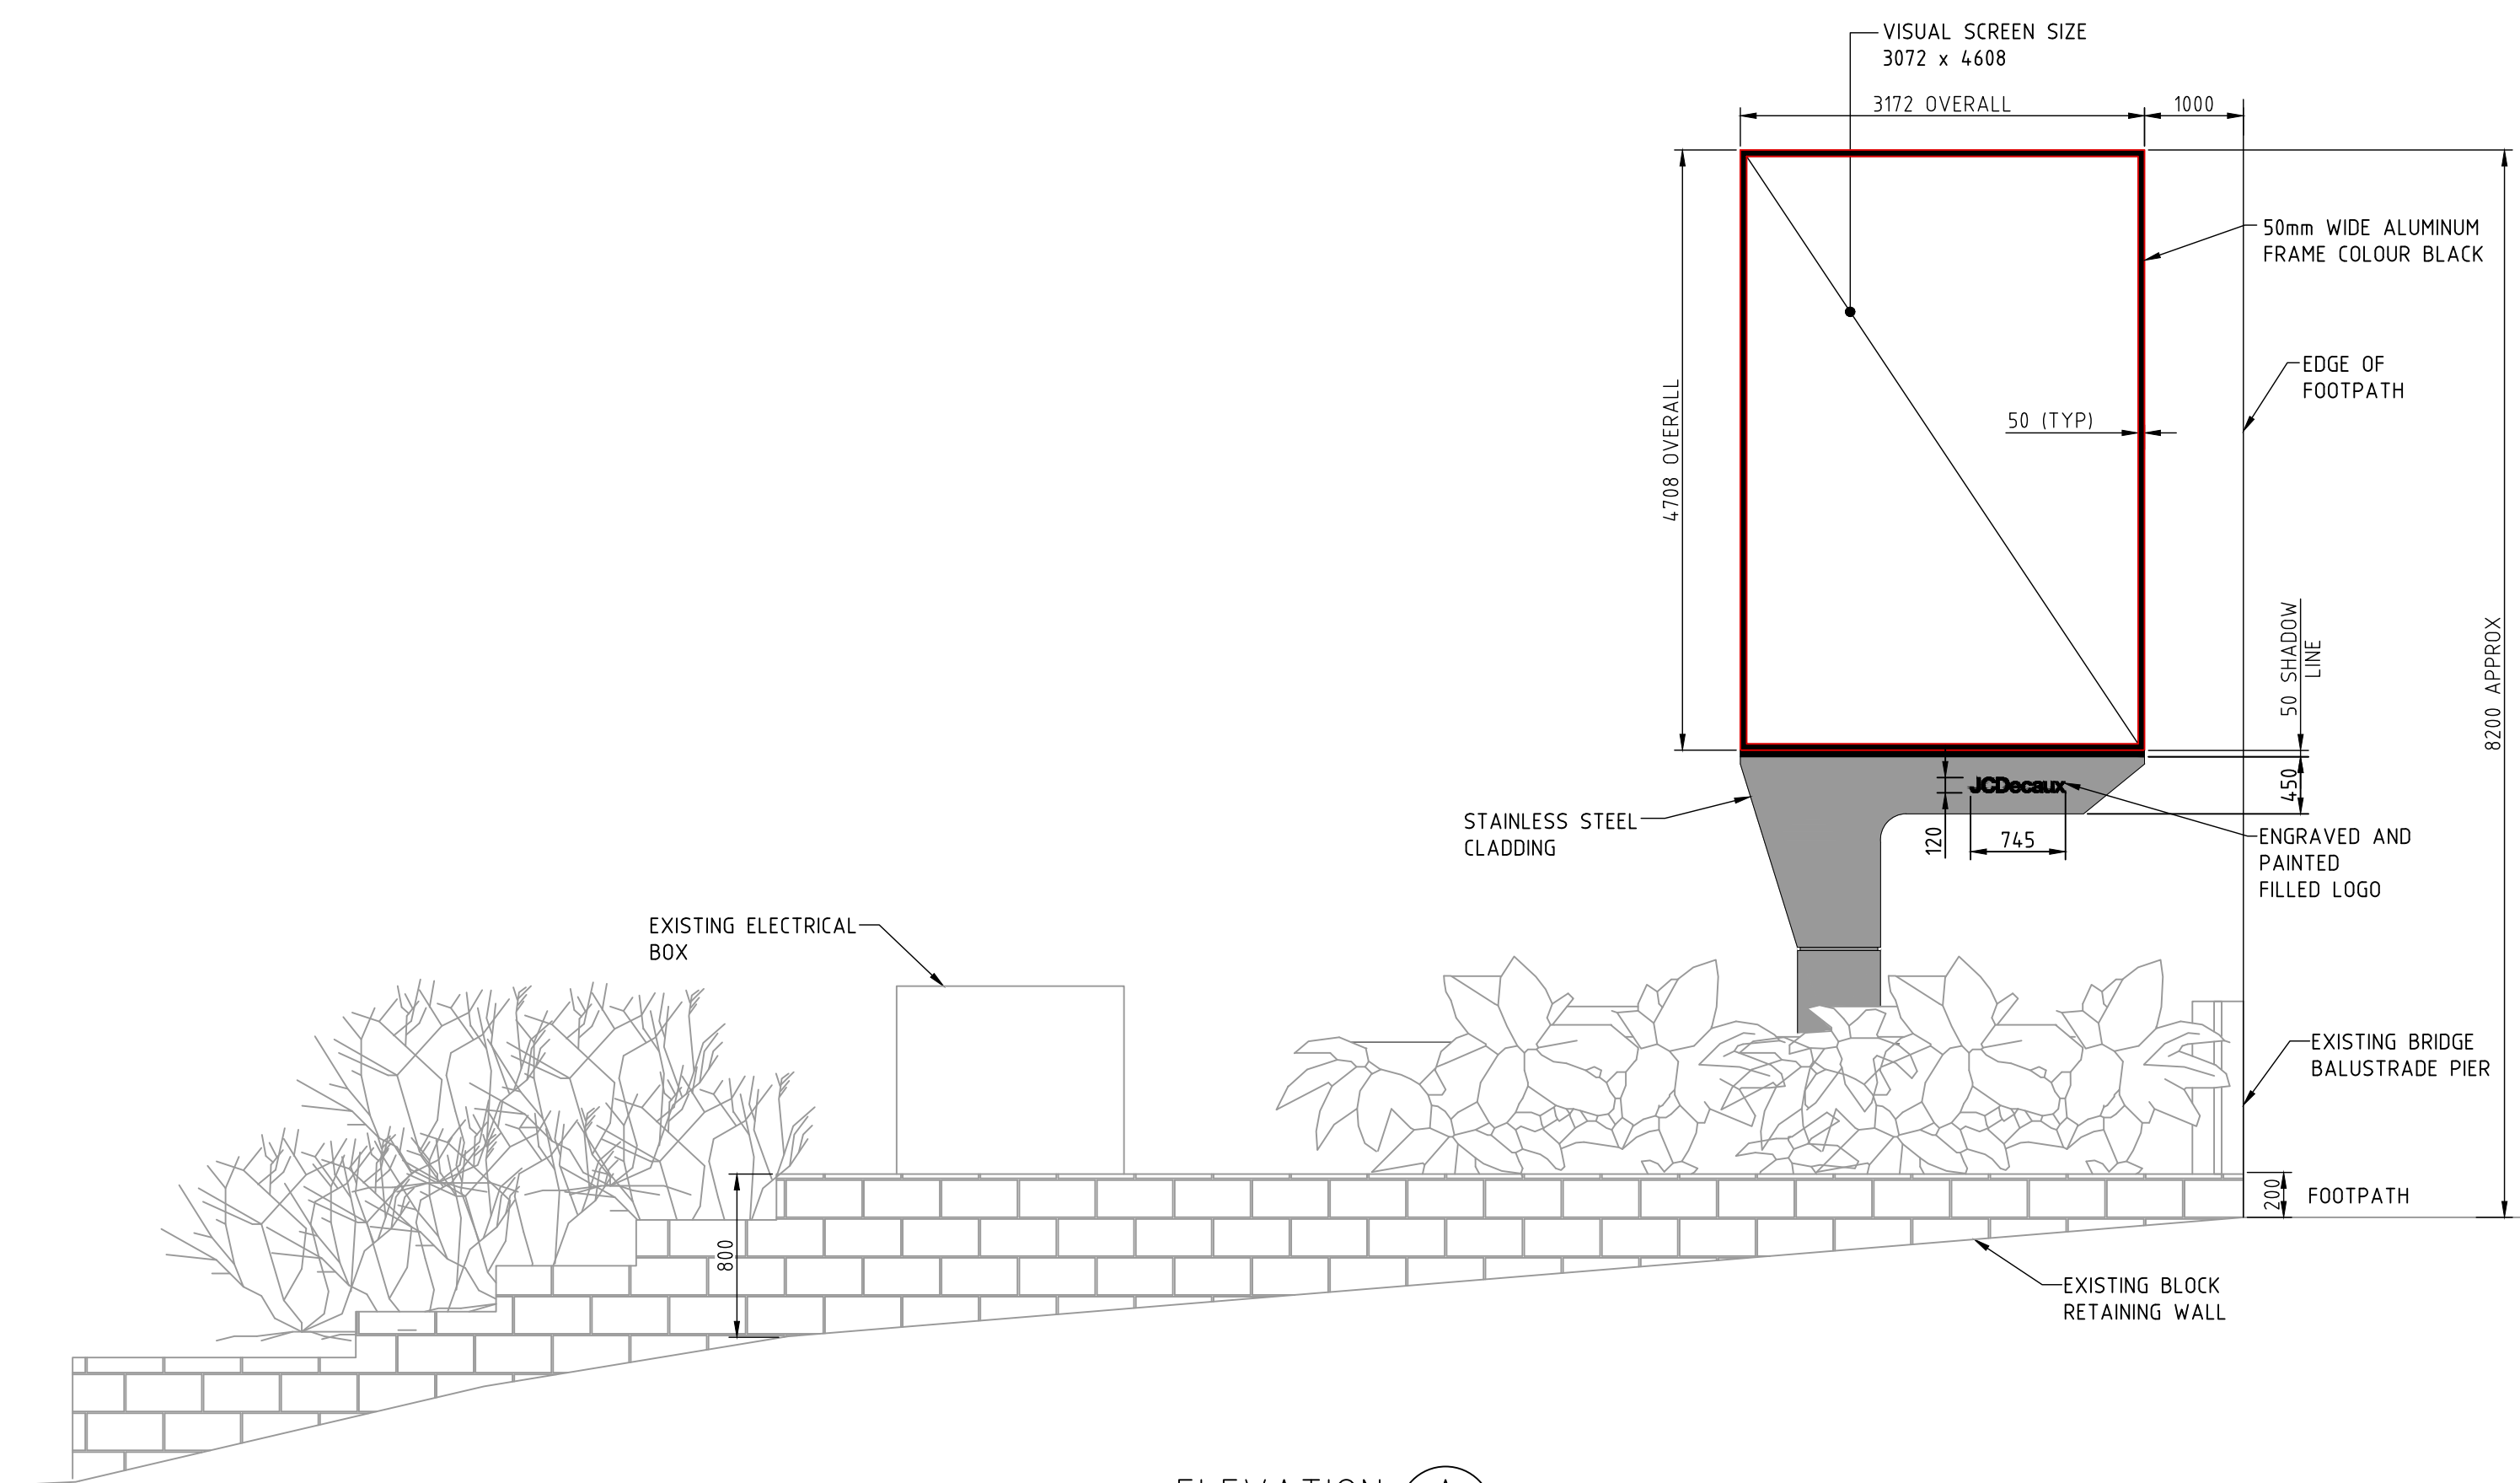 VISUAL SCREEN SIZE
3072 x 4608
3172 OVERALL
1000
50mm WIDE ALUMINUM
FRAME COLOUR BLACK
EDGE OF
FOOTPATH
50 (TYP)
4708 OVERALL
50 SHADOW
LINE
8200 APPROX
450
JCDecaux
STAINLESS STEEL
CLADDING
120
745
ENGRAVED AND
PAINTED
FILLED LOGO
EXISTING ELECTRICAL
BOX
EXISTING BRIDGE
BALUSTRADE PIER
200
FOOTPATH
800
EXISTING BLOCK
RETAINING WALL
ELEVATION A